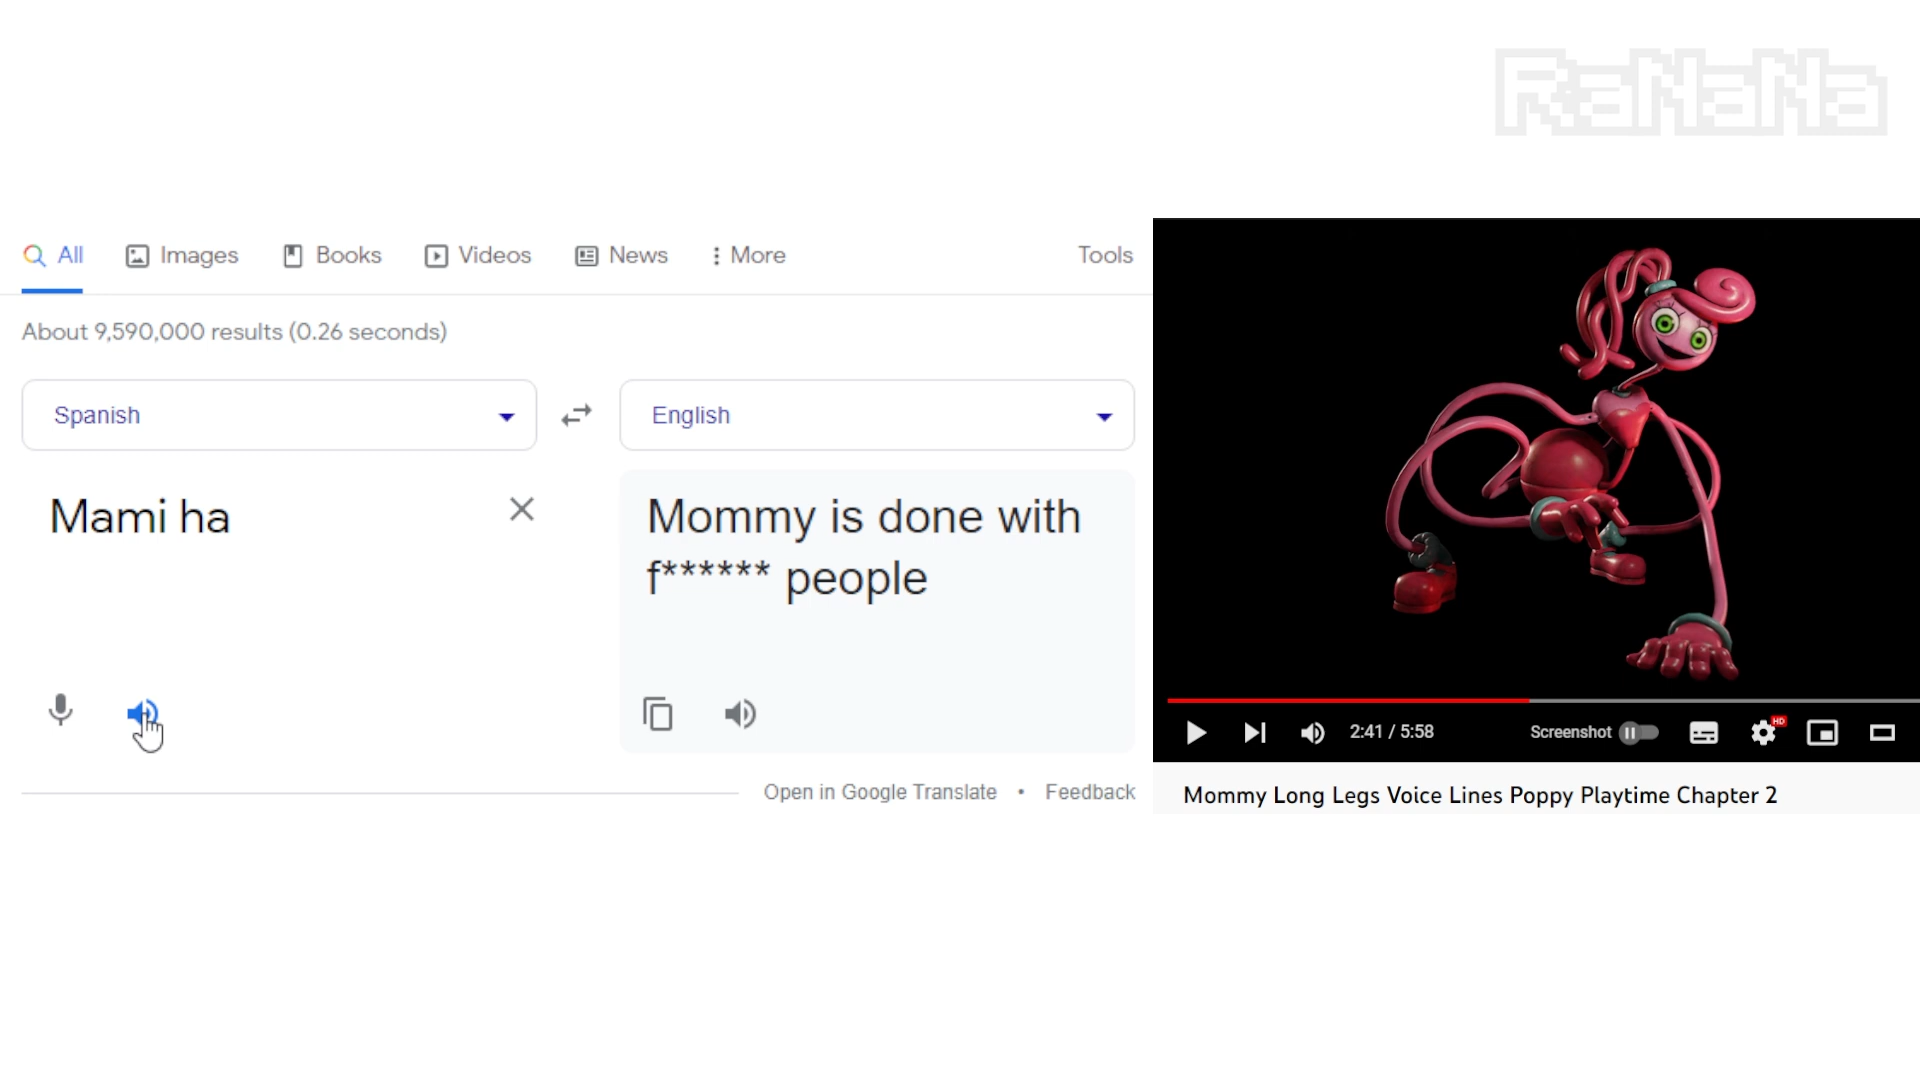 RaNaNa
All Images Books Videos News More Tools
About 9,590,000 results (0.26 seconds)
Spanish English
Mami ha
Mommy is done with
f****** people
Open in Google Translate • Feedback
2:41 / 5:58 Screenshot HD
Mommy Long Legs Voice Lines Poppy Playtime Chapter 2